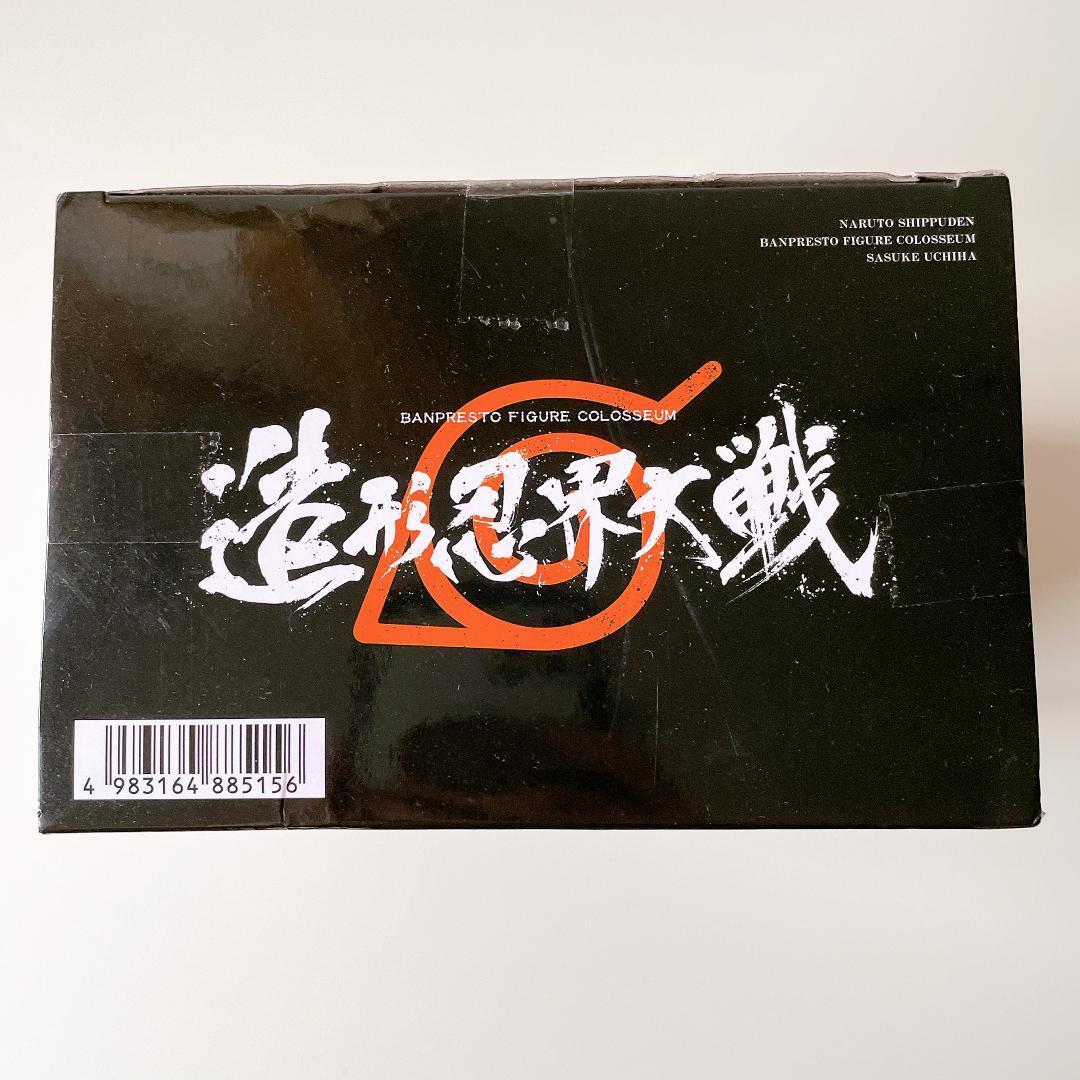 NARUTO SHIPPUDEN
BANPRESTO FIGURE COLOSSEUM
SASUKE UCHIHA
BANPRESTO FIGURE COLOSSEUM
造形忍界大戦
4 983164 885156